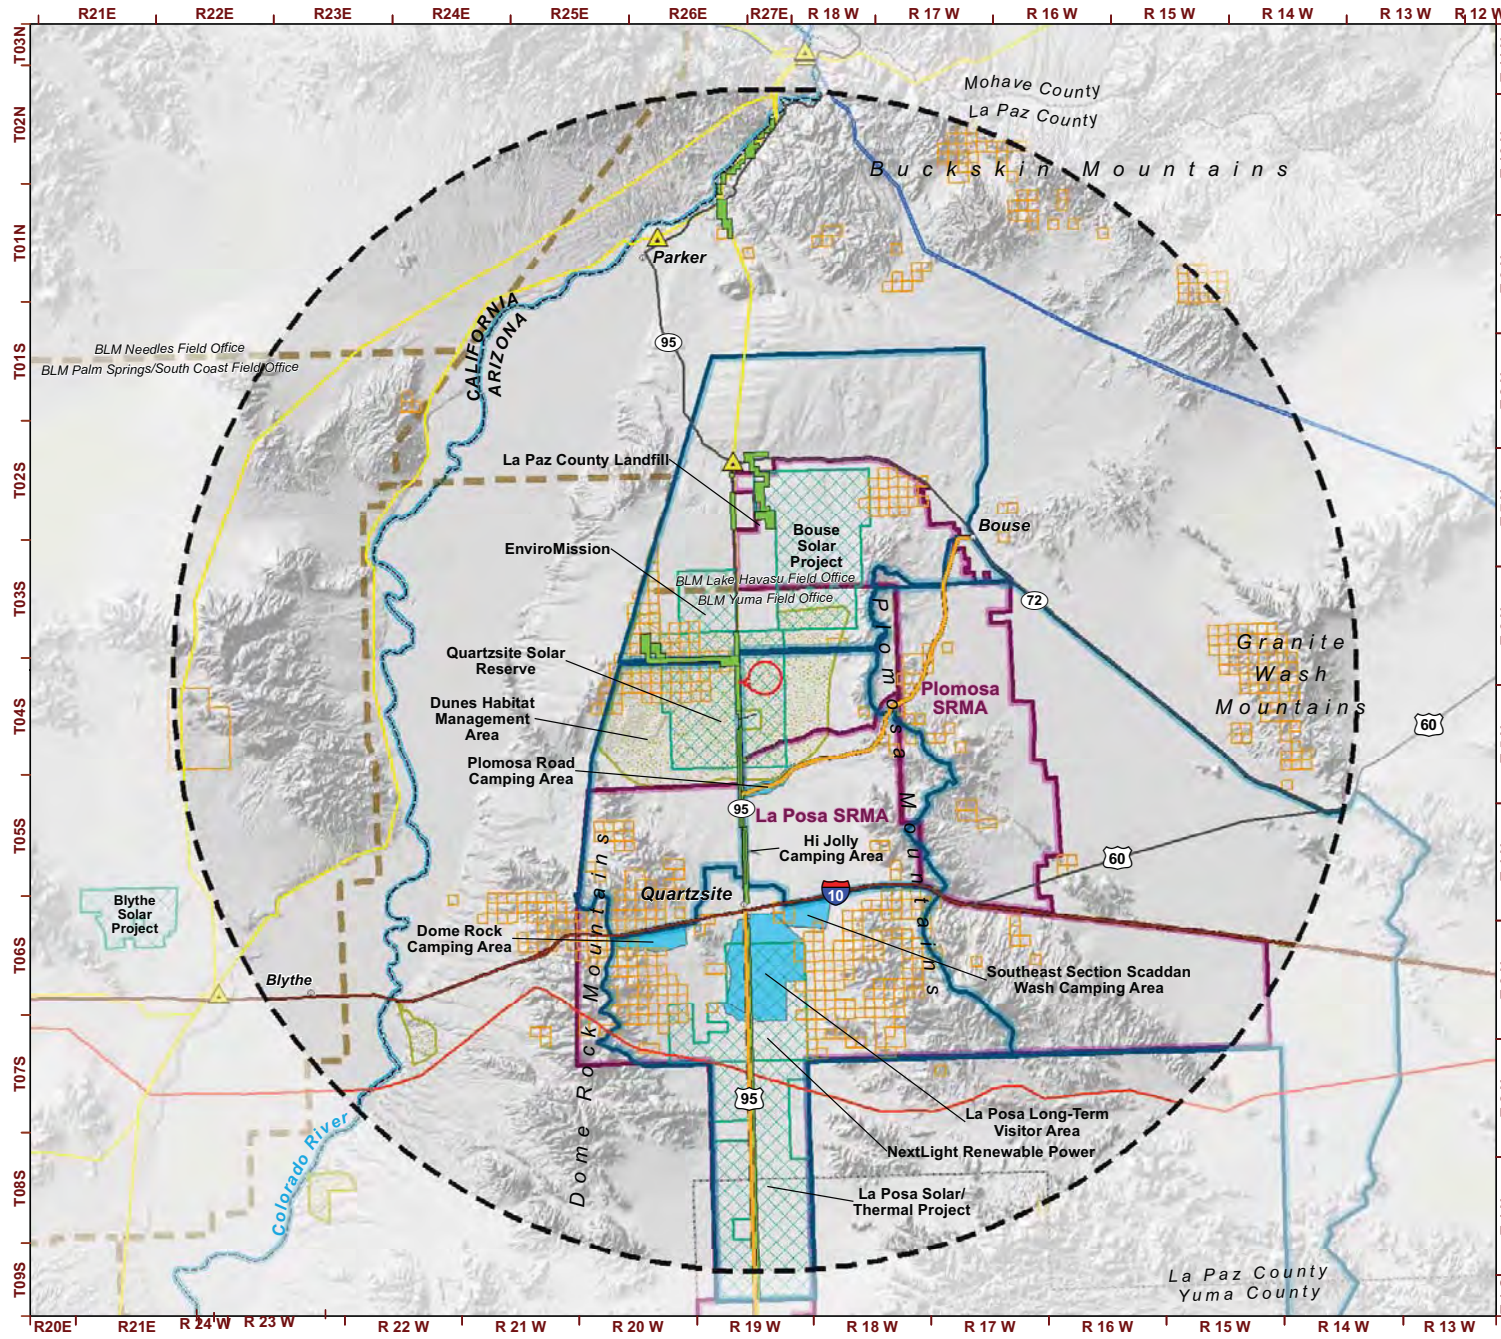 R21E R22E R23E R24E R25E R26E R27E R 18 W R 17 W R 16 W R 15 W R 14 W R 13 W R 12 W
T03N
Mohave County
La Paz County
T02N
Buckskin Mountains
T01N
Parker
CALIFORNIA
ARIZONA
95
BLM Needles Field Office
BLM Palm Springs/South Coast Field Office
T01S
La Paz County Landfill
T02S
Bouse
Bouse
Solar
Project
EnviroMission
BLM Lake Havasu Field Office
BLM Yuma Field Office
T03S
72
Granite
Wash
Mountains
Quartzsite Solar
Reserve
Plomosa
SRMA
Plomosa Mountains
Dunes Habitat
Management
Area
T04S
60
Plomosa Road
Camping Area
95
La Posa SRMA
T05S
Hi Jolly
Camping Area
60
Quartzsite
10
Blythe
Solar
Project
Dome Rock
Camping Area
T06S
Dome Rock Mountains
Southeast Section Scaddan
Wash Camping Area
Blythe
T07S
95
La Posa Long-Term
Visitor Area
NextLight Renewable Power
Colorado River
T08S
La Posa Solar/
Thermal Project
T09S
La Paz County
Yuma County
R20E R21E R 24 W R 23 W R 22 W R 21 W R 20 W R 19 W R 18 W R 17 W R 16 W R 15 W R 14 W R 13 W